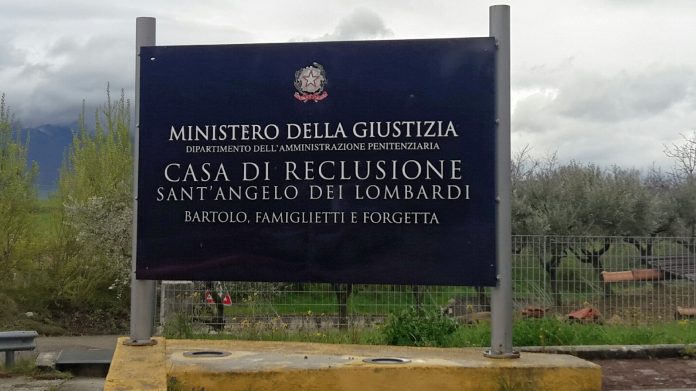 MINISTERO DELLA GIUSTIZIA
DIPARTIMENTO DELL'AMMINISTRAZIONE PENITENZIARIA
CASA DI RECLUSIONE
SANT'ANGELO DEI LOMBARDI
BARTOLO, FAMIGLIETTI E FORGETTA